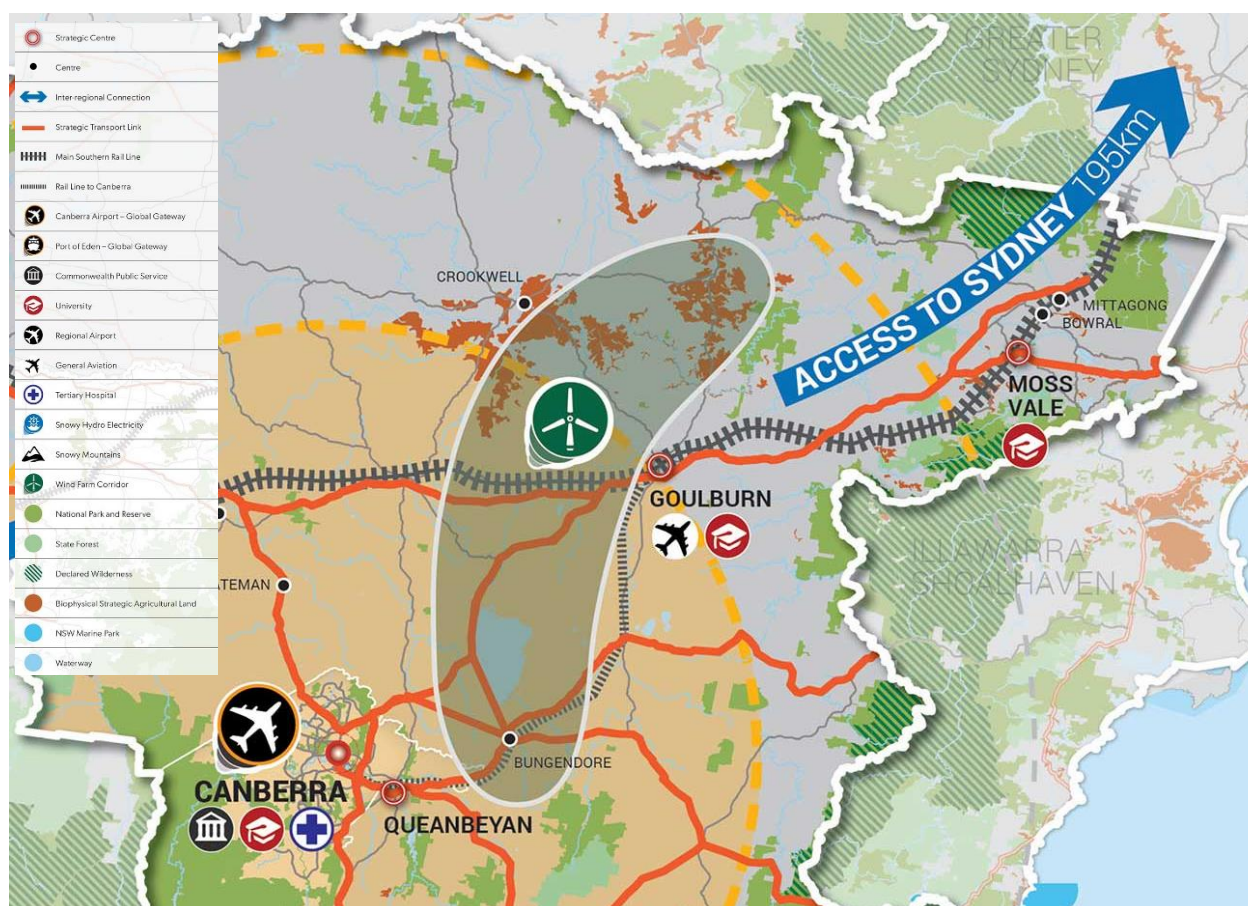 Strategic Centre
Centre
Inter-regional Connection
Strategic Transport Link
Main Southern Rail Line
Rail Line to Canberra
Canberra Airport – Global Gateway
Port of Eden – Global Gateway
Commonwealth Public Service
University
Regional Airport
General Aviation
Tertiary Hospital
Snowy Hydro Electricity
Snowy Mountains
Wind Farm Corridor
National Park and Reserve
State Forest
Declared Wilderness
Biophysical Strategic Agricultural Land
NSW Marine Park
Waterway
GREATER
SYDNEY
ACCESS TO SYDNEY 195km
CROOKWELL
MITTAGONG
BOWRAL
MOSS
VALE
GOULBURN
SHOALHAVEN
ATEMAN
BUNGENDORE
CANBERRA
QUEANBEYAN